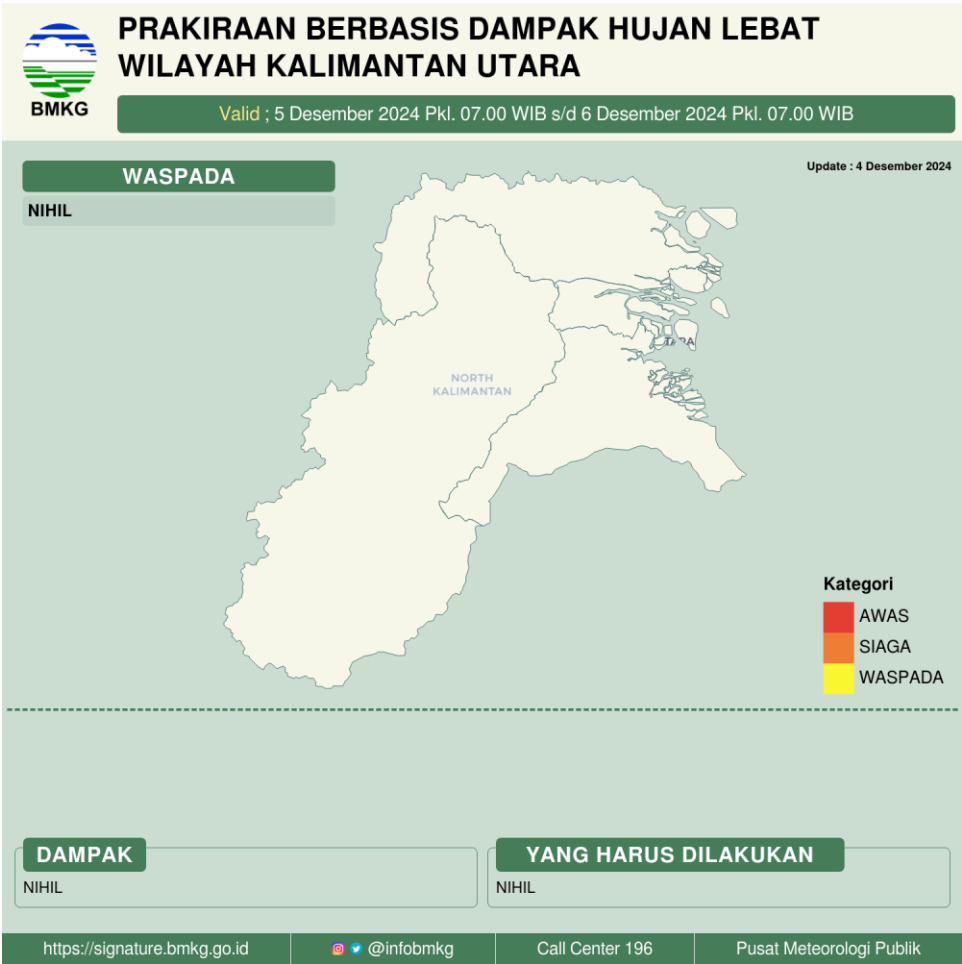 PRAKIRAAN BERBASIS DAMPAK HUJAN LEBAT
WILAYAH KALIMANTAN UTARA
BMKG
Valid ; 5 Desember 2024 Pkl. 07.00 WIB s/d 6 Desember 2024 Pkl. 07.00 WIB
WASPADA
Update : 4 Desember 2024
NIHIL
NORTH
KALIMANTAN
Kategori
AWAS
SIAGA
WASPADA
DAMPAK
NIHIL
YANG HARUS DILAKUKAN
NIHIL
https://signature.bmkg.go.id
@infobmkg
Call Center 196
Pusat Meteorologi Publik